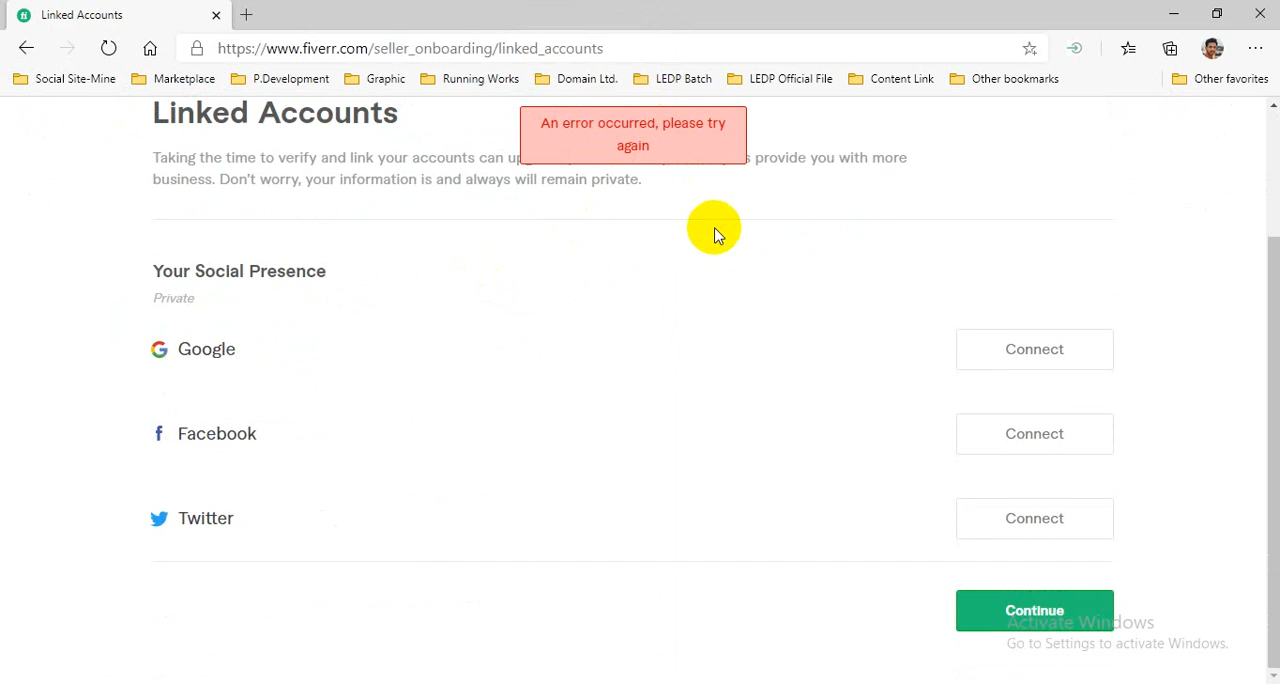 Linked Accounts
https://www.fiverr.com/seller_onboarding/linked_accounts
Social Site-Mine Marketplace P.Development Graphic Running Works Domain Ltd. LEDP Batch LEDP Official File Content Link Other bookmarks Other favorites
Linked Accounts
An error occurred, please try
again
Taking the time to verify and link your accounts can provide you with more
business. Don't worry, your information is and always will remain private.
Your Social Presence
Private
Google Connect
Facebook Connect
Twitter Connect
Continue
Activate Windows
Go to Settings to activate Windows.